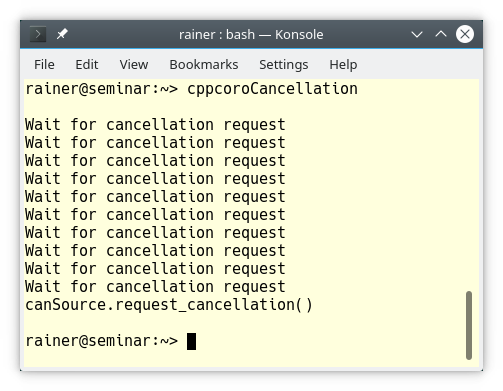 rainer : bash — Konsole
File Edit View Bookmarks Settings Help
rainer@seminar:~> cppcoroCancellation
Wait for cancellation request
Wait for cancellation request
Wait for cancellation request
Wait for cancellation request
Wait for cancellation request
Wait for cancellation request
Wait for cancellation request
Wait for cancellation request
Wait for cancellation request
Wait for cancellation request
canSource.request_cancellation()
rainer@seminar:~>